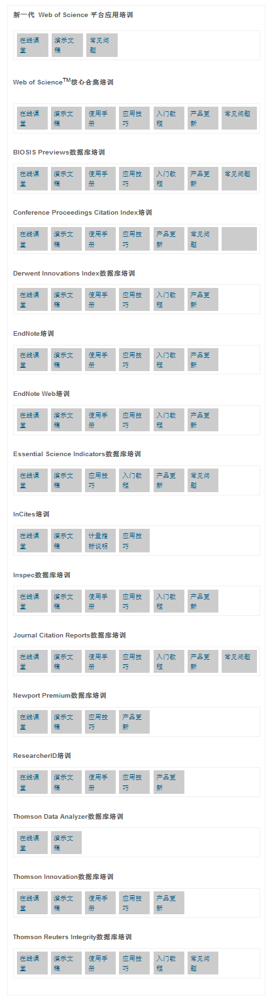 新一代 Web of Science 平台应用培训
在线课 演示文 常见问
堂 稿 题
Web of Science™核心合集培训
在线课 演示文 使用手 应用技 入门教 产品更 常见问题
堂 稿 册 巧 程 新
BIOSIS Previews数据库培训
在线课 演示文 使用手 应用技 入门教 产品更 常见问题
堂 稿 册 巧 程 新
Conference Proceedings Citation Index培训
在线课 演示文 使用手 应用技 产品更 常见问
堂 稿 册 巧 新 题
Derwent Innovations Index数据库培训
在线课 演示文 使用手 应用技 入门教 产品更
堂 稿 册 巧 程 新
EndNote培训
在线课 演示文 使用手 应用技 入门教 产品更
堂 稿 册 巧 程 新
EndNote Web培训
在线课 演示文 使用手 应用技 入门教 产品更
堂 稿 册 巧 程 新
Essential Science Indicators数据库培训
在线课 演示文 应用技 入门教 产品更 常见问
堂 稿 巧 程 新 题
InCites培训
在线课 演示文 计量指 应用技
堂 稿 标说明 巧
Inspec数据库培训
在线课 演示文 使用手 应用技 入门教 产品更
堂 稿 册 巧 程 新
Journal Citation Reports数据库培训
在线课 演示文 使用手 应用技 入门教 产品更 常见问题
堂 稿 册 巧 程 新
Newport Premium数据库培训
在线课 演示文 应用技 产品更
堂 稿 巧 新
ResearcherID培训
在线课 演示文 使用手 应用技 产品更
堂 稿 册 巧 新
Thomson Data Analyzer数据库培训
在线课 演示文
堂 稿
Thomson Innovation数据库培训
在线课 演示文 使用手 应用技 产品更
堂 稿 册 巧 新
Thomson Reuters Integrity数据库培训
在线课 演示文 使用手 应用技 入门教 常见问
堂 稿 册 巧 程 题